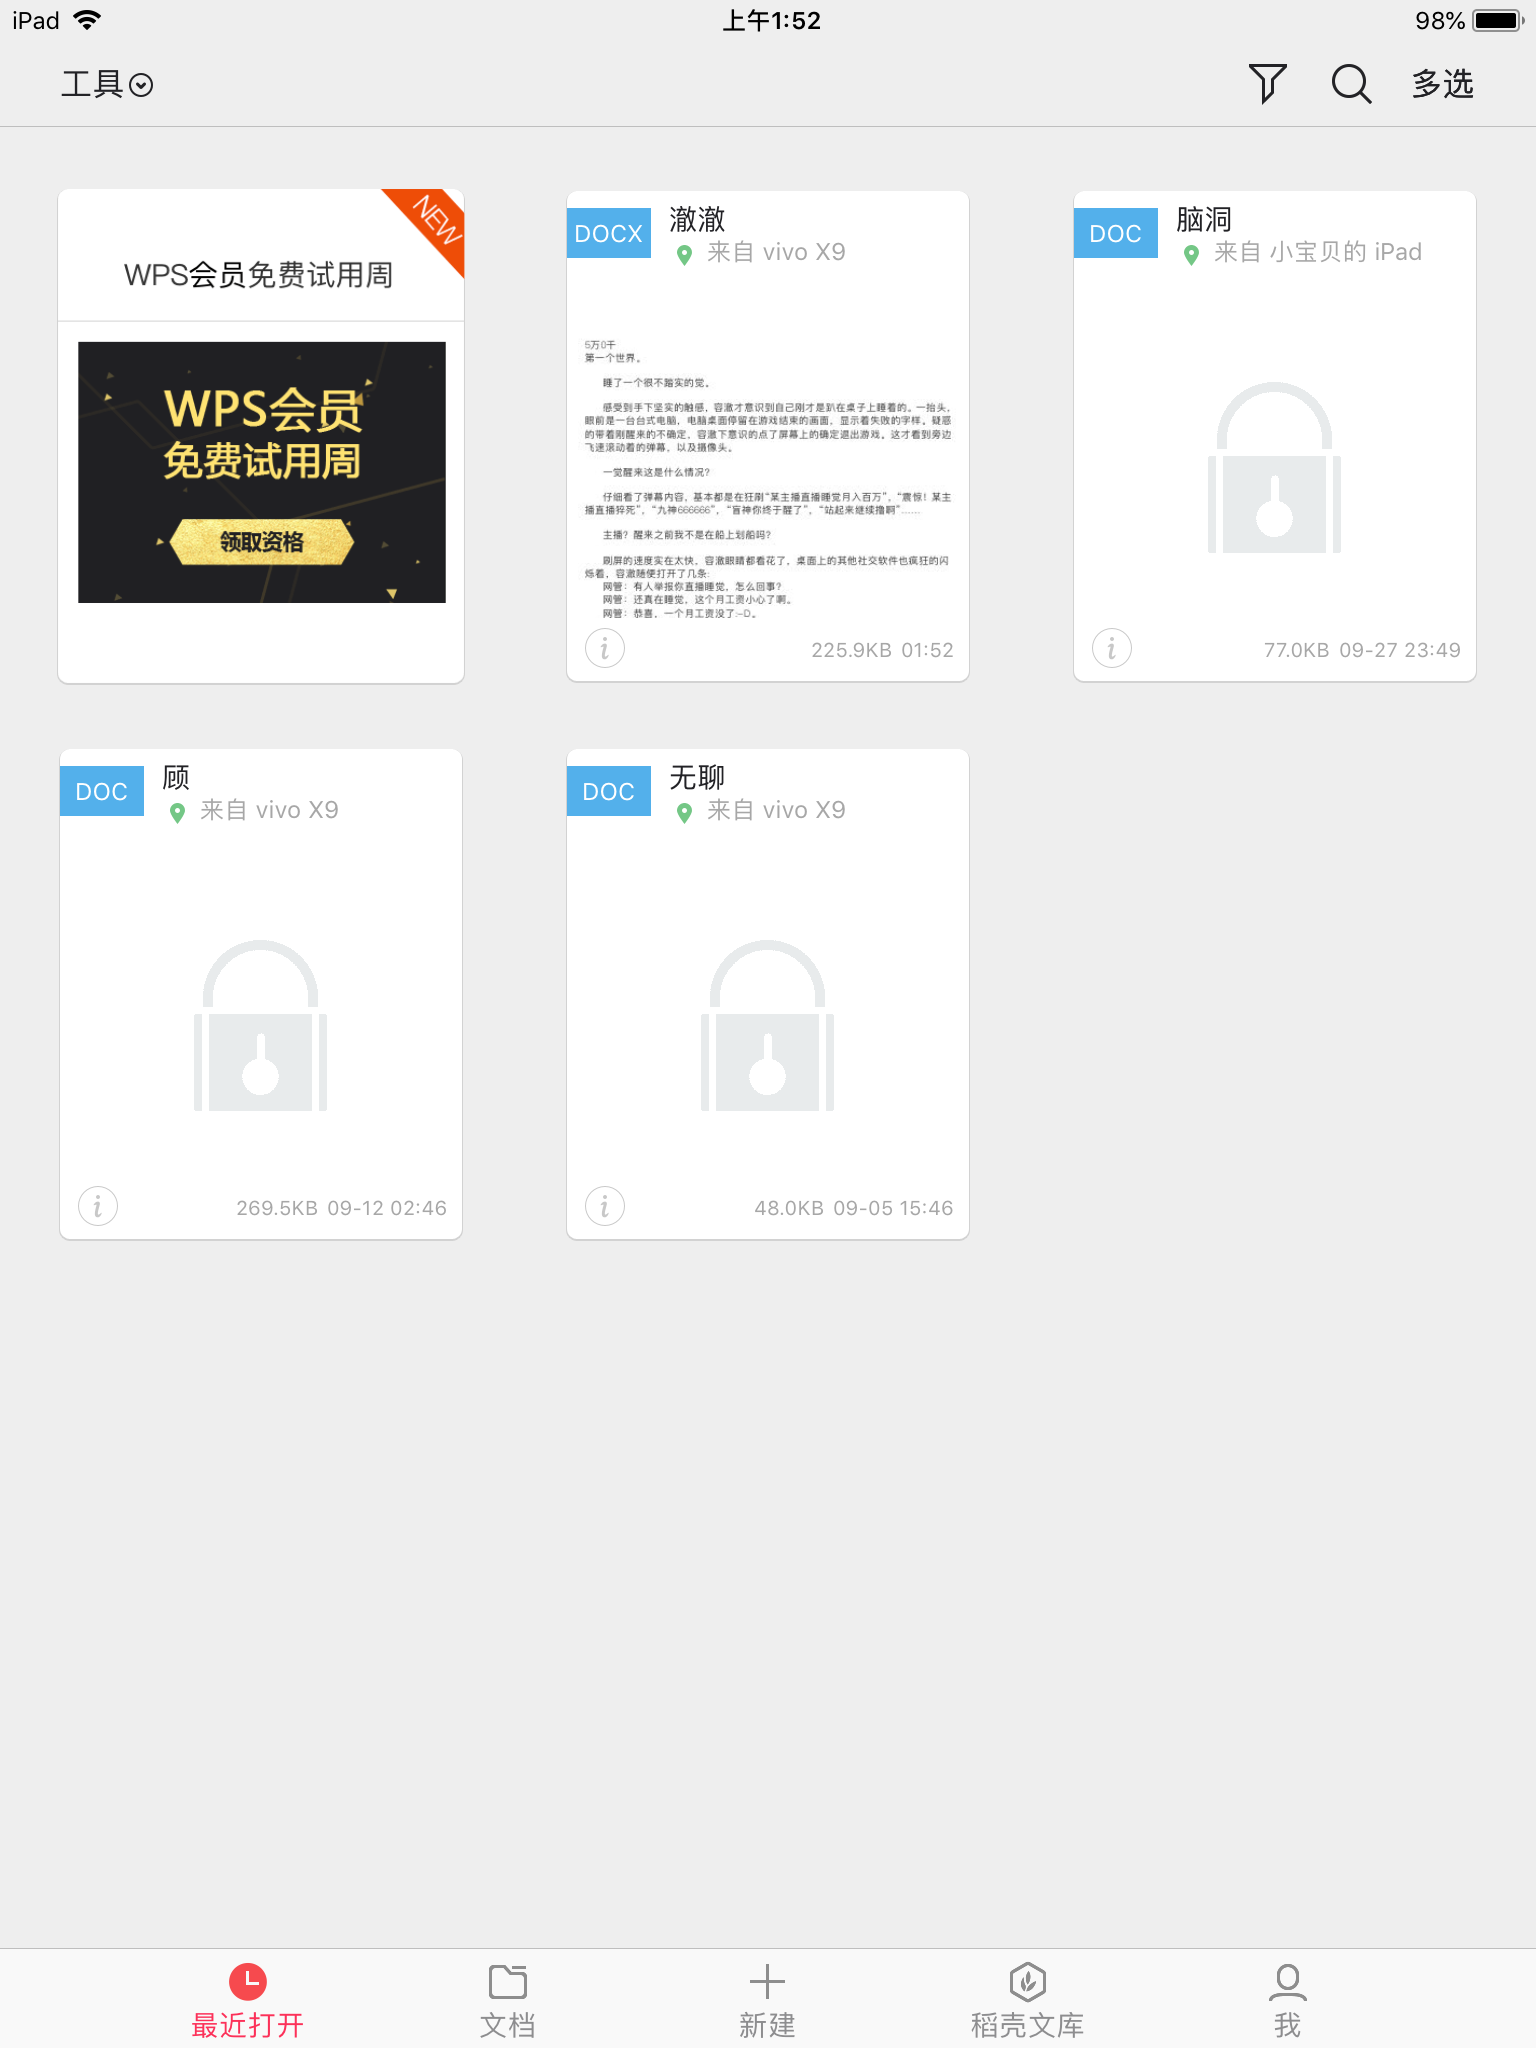 iPad
上午1:52
98%
工具
多选
NEW
WPS会员免费试用周
WPS会员
免费试用周
领取资格
DOCX
澈澈
来自 vivo X9
5万0千
第一个世界。
睡了一个很不踏实的觉。
感受到手下坚实的触感，容澈才意识到自己刚才是趴在桌子上睡着的。一抬头，
眼前是一台台式电脑，电脑桌面停留在游戏结束的画面，显示着失败的字样。疑惑
的带着刚醒来的不确定，容澈下意识的点了屏幕上的确定退出游戏。这才看到旁边
飞速滚动着的弹幕，以及摄像头。
一觉醒来这是什么情况？
仔细看了弹幕内容，基本都是在狂刷“某主播直播睡觉月入百万”，“震惊！某主
播直播猝死”，“九神666666”，“盲神你终于醒了”，“站起来继续撸啊”……
主播？醒来之前我不是在船上划船吗？
刷屏的速度实在太快，容澈眼睛都看花了，桌面上的其他社交软件也疯狂的闪
烁着，容澈随便打开了几条:
网管：有人举报你直播睡觉，怎么回事？
网管：还真在睡觉，这个月工资小心了啊。
网管：恭喜，一个月工资没了:-D。
225.9KB 01:52
DOC
脑洞
来自 小宝贝的 iPad
77.0KB 09-27 23:49
DOC
顾
来自 vivo X9
269.5KB 09-12 02:46
DOC
无聊
来自 vivo X9
48.0KB 09-05 15:46
最近打开
文档
新建
稻壳文库
我